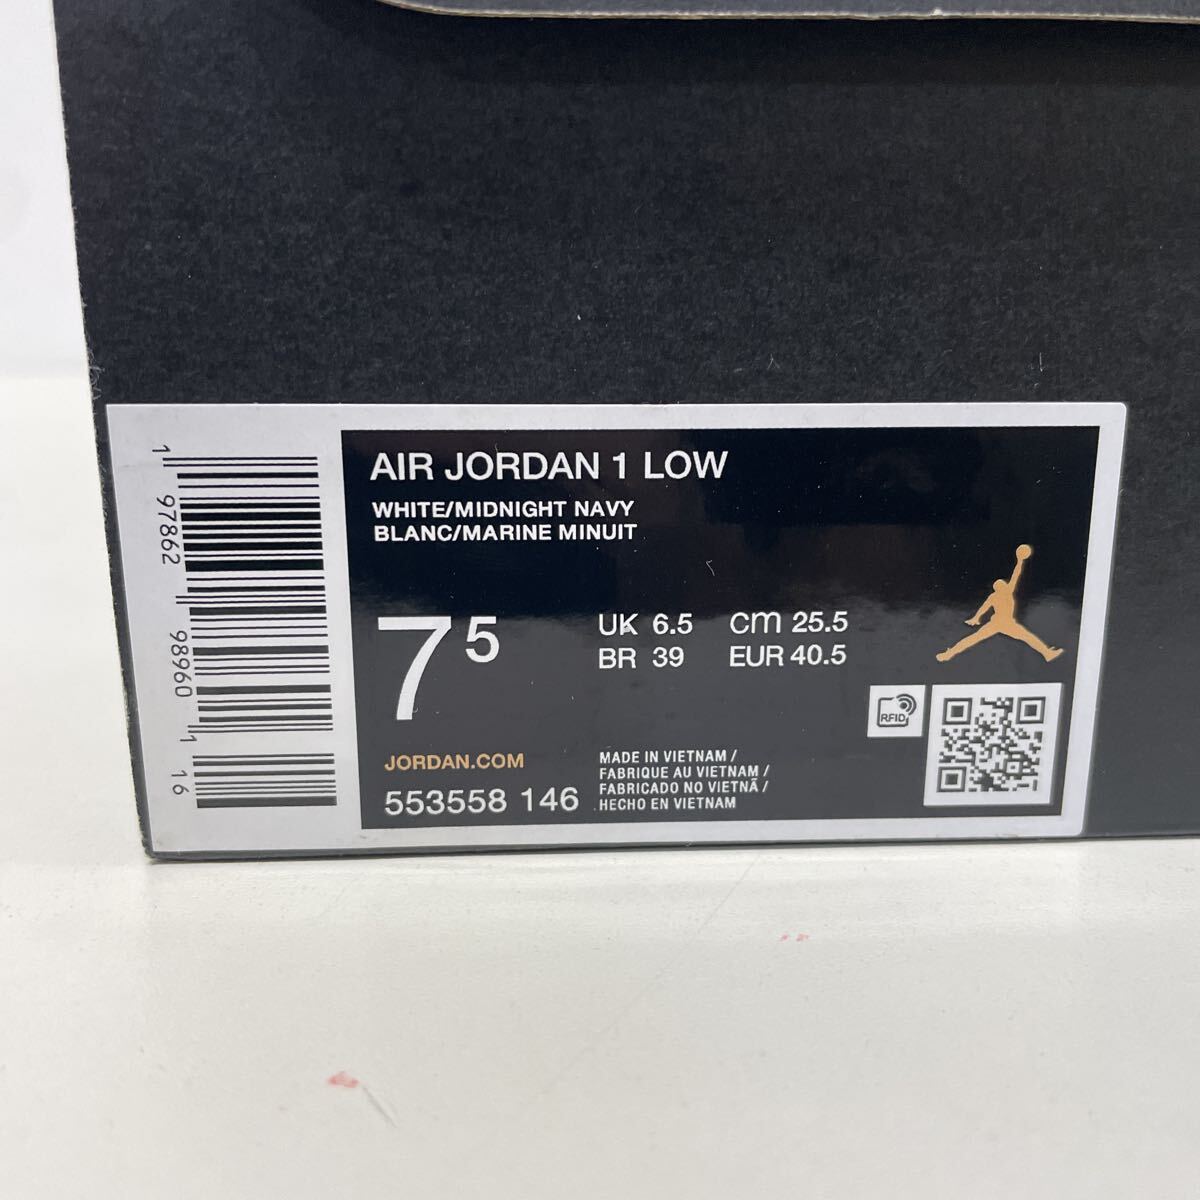 1 97862 98960 1 16
AIR JORDAN 1 LOW
WHITE/MIDNIGHT NAVY
BLANC/MARINE MINUIT
7 5
UK 6.5 cm 25.5
BR 39 EUR 40.5
RFID
JORDAN.COM
553558 146
MADE IN VIETNAM /
FABRIQUE AU VIETNAM /
FABRICADO NO VIETNÃ /
HECHO EN VIETNAM